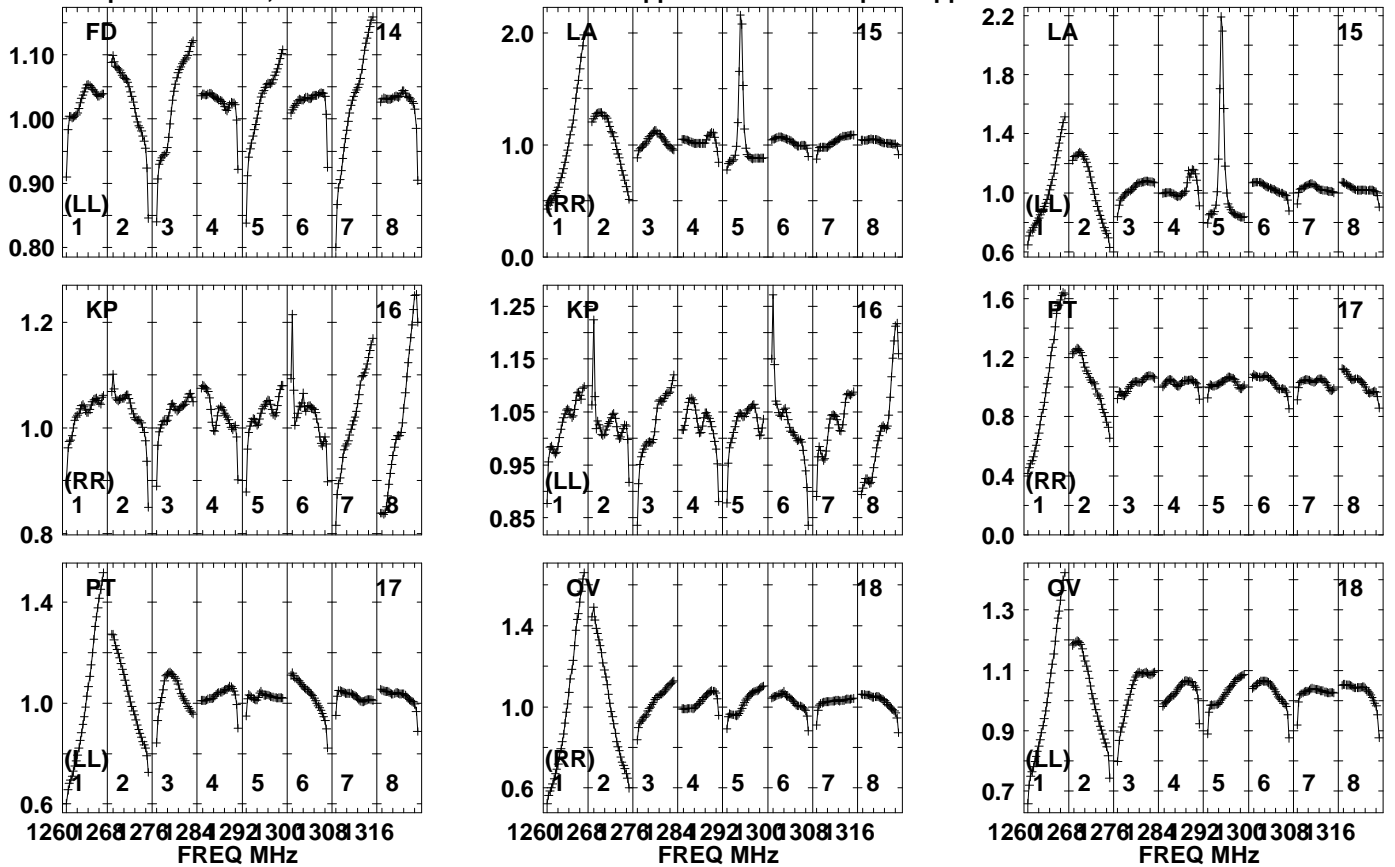 FD 14
1.10
1.00
0.90
0.80
(LL)
1 2 3 4 5 6 7 8
LA 15
2.0
1.0
0.0
(RR)
1 2 3 4 5 6 7 8
LA 15
2.2
1.8
1.4
1.0
0.6
(LL)
1 2 3 4 5 6 7 8
KP 16
1.2
1.0
0.8
(RR)
1 2 3 4 5 6 7 8
KP 16
1.25
1.15
1.05
0.95
0.85
(LL)
1 2 3 4 5 6 7 8
PT 17
1.6
1.2
0.8
0.4
0.0
(RR)
1 2 3 4 5 6 7 8
PT 17
1.4
1.0
0.6
(LL)
1 2 3 4 5 6 7 8
1260 1268 1276 1284 1292 1300 1308 1316
FREQ MHz
OV 18
1.4
1.0
0.6
(RR)
1 2 3 4 5 6 7 8
1260 1268 1276 1284 1292 1300 1308 1316
FREQ MHz
OV 18
1.3
1.1
0.9
0.7
(LL)
1 2 3 4 5 6 7 8
1260 1268 1276 1284 1292 1300 1308 1316
FREQ MHz